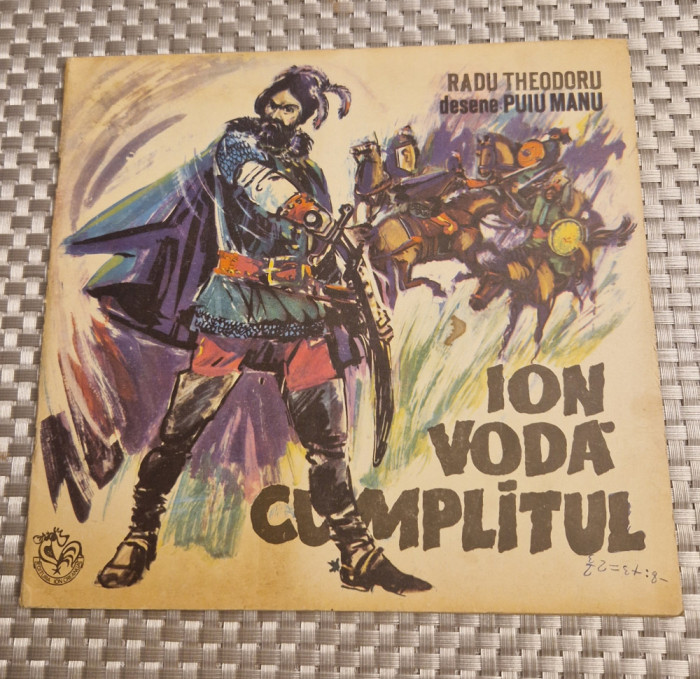 RADU THEODORU
desene PUIU MANU
ION
VODĂ
CUMPLITUL